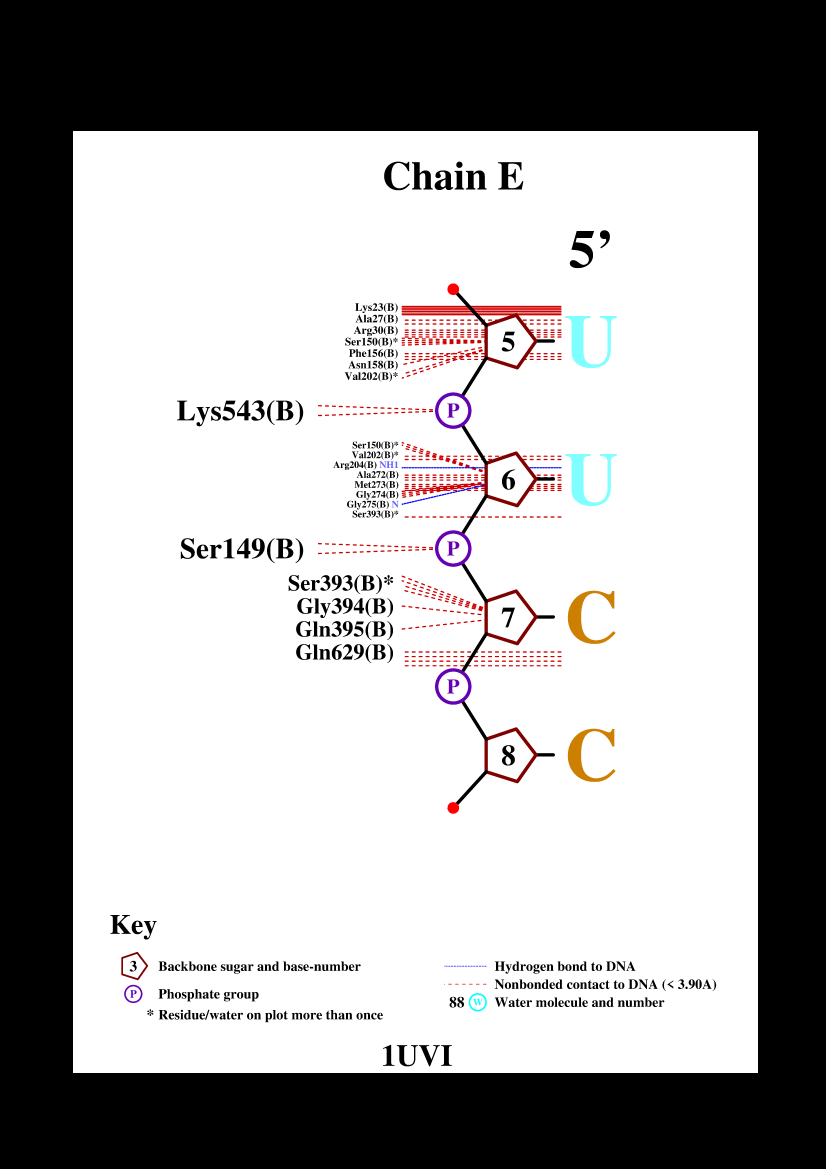 Chain E
5’
Lys23(B)
Ala27(B)
Arg30(B)
Ser150(B)*
Phe156(B)
Asn158(B)
Val202(B)*
5
U
Lys543(B)
P
Ser150(B)*
Val202(B)*
Arg204(B) NH1
Ala272(B)
Met273(B)
Gly274(B)
Gly275(B) N
Ser393(B)*
6
U
Ser149(B)
P
Ser393(B)*
Gly394(B)
Gln395(B)
Gln629(B)
7
C
P
8
C
Key
3 Backbone sugar and base-number
P Phosphate group
* Residue/water on plot more than once
Hydrogen bond to DNA
Nonbonded contact to DNA (< 3.90A)
88 W Water molecule and number
1UVI